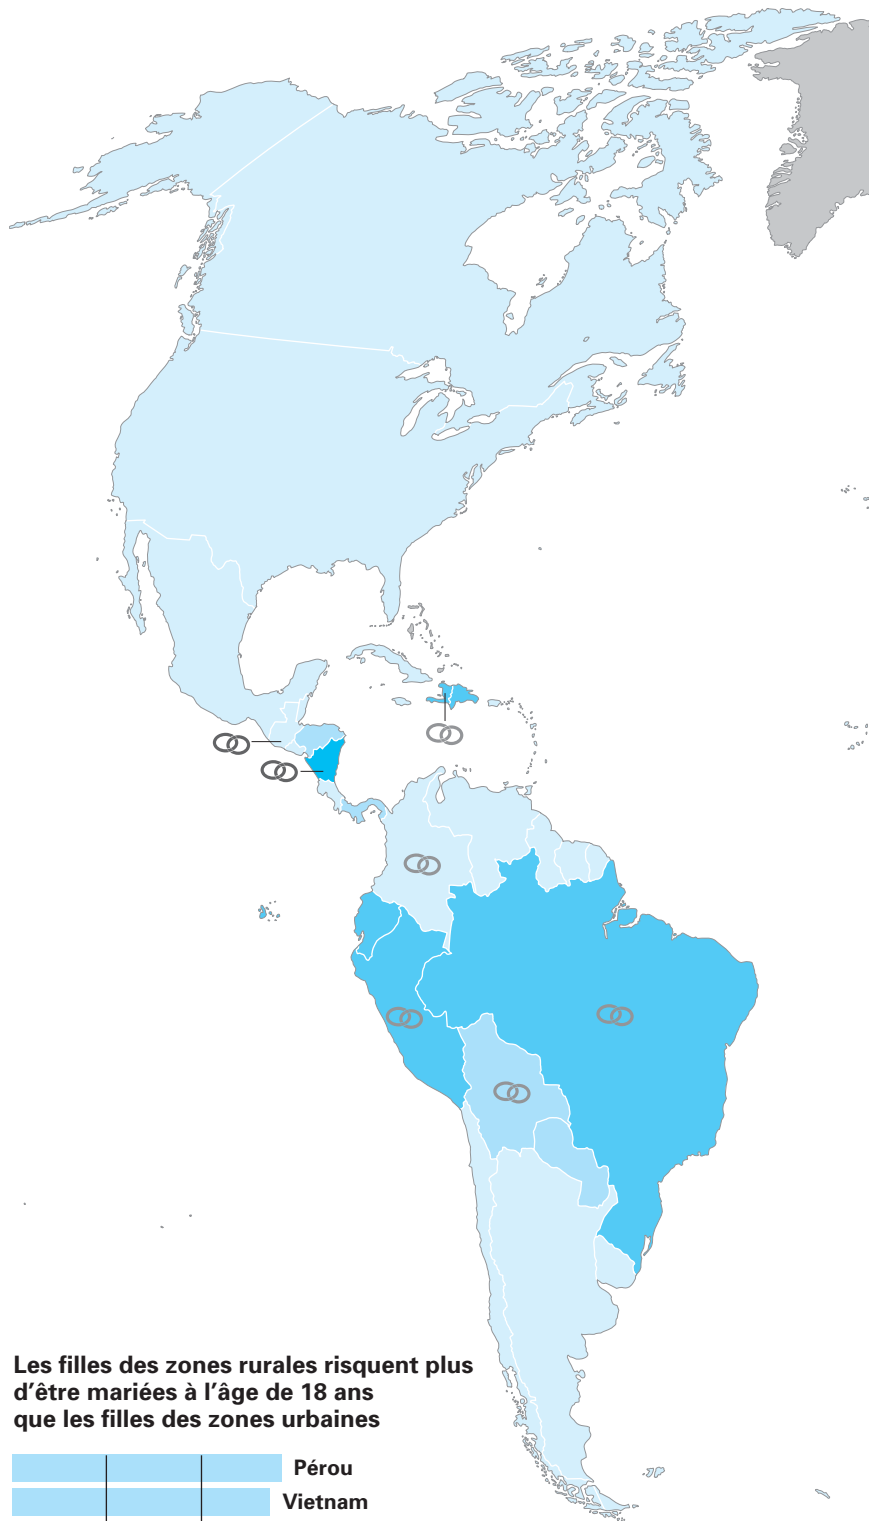 Les filles des zones rurales risquent plus
d’être mariées à l’âge de 18 ans
que les filles des zones urbaines
Pérou
Vietnam